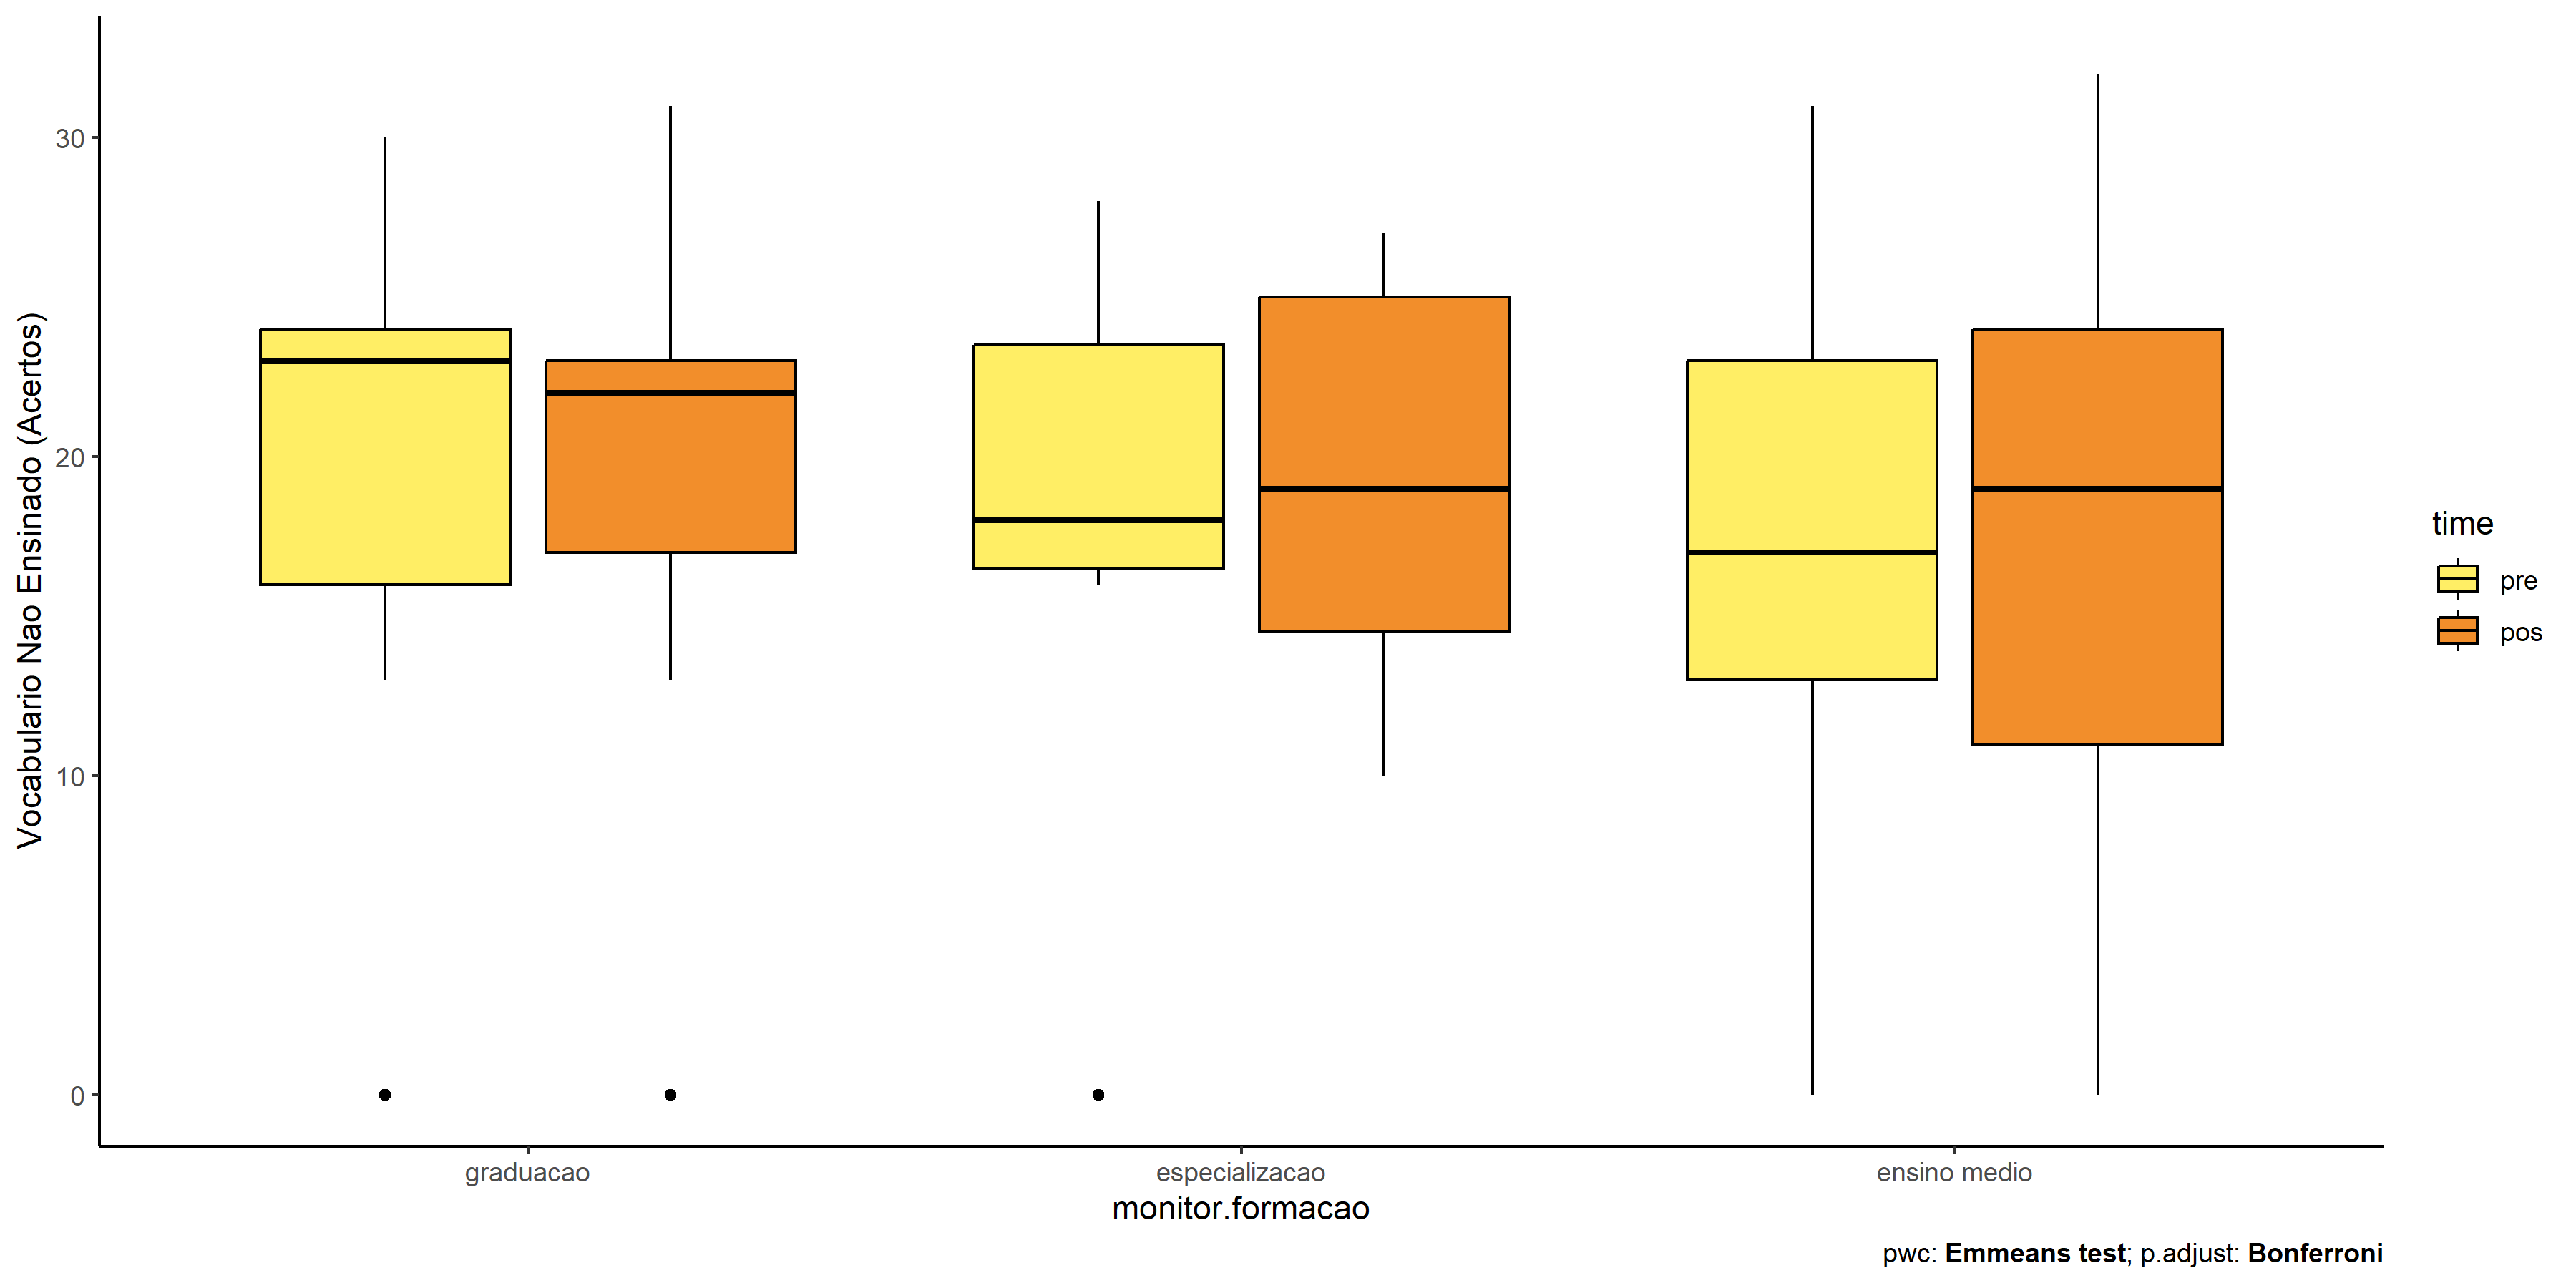 Vocabulario Nao Ensinado (Acertos)
30
20
10
0
graduacao
especializacao
ensino medio
monitor.formacao
time
pre
pos
pwc: Emmeans test; p.adjust: Bonferroni